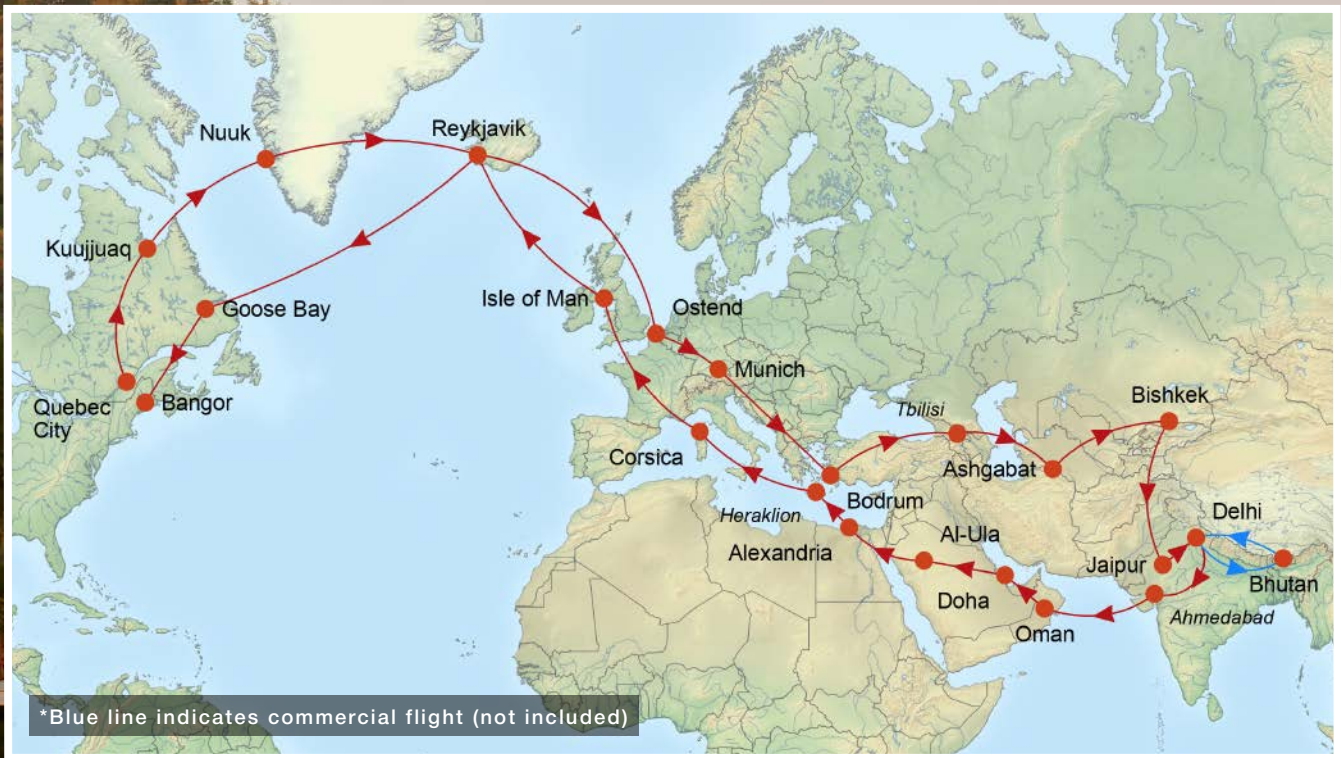 Nuuk
Reykjavik
Kuujjuaq
Isle of Man
Goose Bay
Ostend
Munich
Quebec
City
Bangor
Tbilisi
Bishkek
Corsica
Ashgabat
Bodrum
Heraklion
Delhi
Alexandria
Al-Ula
Jaipur
Bhutan
Doha
Ahmedabad
Oman
*Blue line indicates commercial flight (not included)